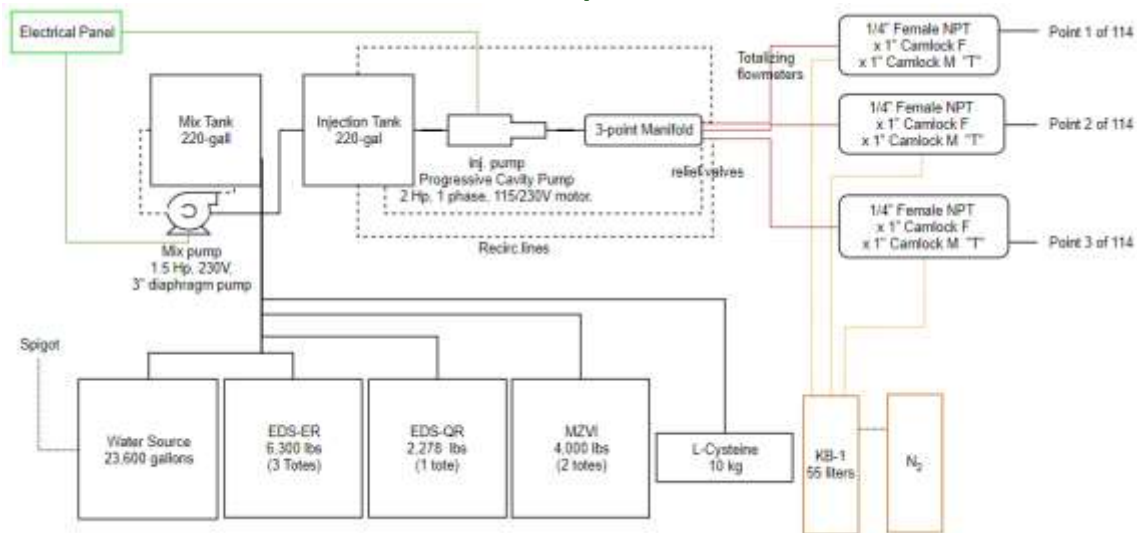 Electrical Panel
Mix Tank
220-gall
Injection Tank
220-gal
inj. pump
Progressive Cavity Pump
2 Hp, 1 phase, 115/230V motor.
3-point Manifold
Totalizing
flowmeters
relief valves
Recirc lines
Mix pump
1.5 Hp, 230V,
3" diaphragm pump
1/4" Female NPT
x 1" Camlock F
x 1" Camlock M "T"
Point 1 of 114
1/4" Female NPT
x 1" Camlock F
x 1" Camlock M "T"
Point 2 of 114
1/4" Female NPT
x 1" Camlock F
x 1" Camlock M "T"
Point 3 of 114
Spigot
Water Source
23,600 gallons
EDS-ER
6,300 lbs
(3 Totes)
EDS-QR
2,278 lbs
(1 tote)
MZVI
4,000 lbs
(2 totes)
L-Cysteine
10 kg
KB-1
55 liters
N2